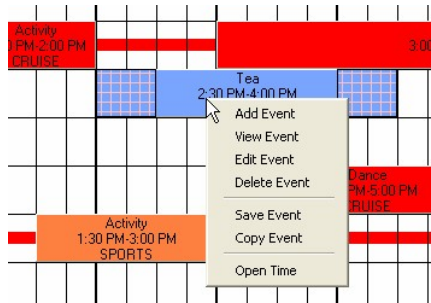 Activity
PM-2:00 PM
CRUISE
3:00
Tea
2:30 PM-4:00 PM
Add Event
View Event
Edit Event
Delete Event
Save Event
Copy Event
Open Time
Dance
PM-5:00 PM
CRUISE
Activity
1:30 PM-3:00 PM
SPORTS